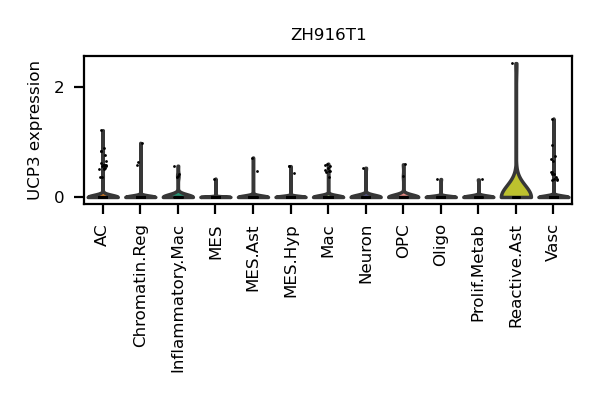 ZH916T1
UCP3 expression
2
0
AC
Chromatin.Reg
Inflammatory.Mac
MES
MES.Ast
MES.Hyp
Mac
Neuron
OPC
Oligo
Prolif.Metab
Reactive.Ast
Vasc